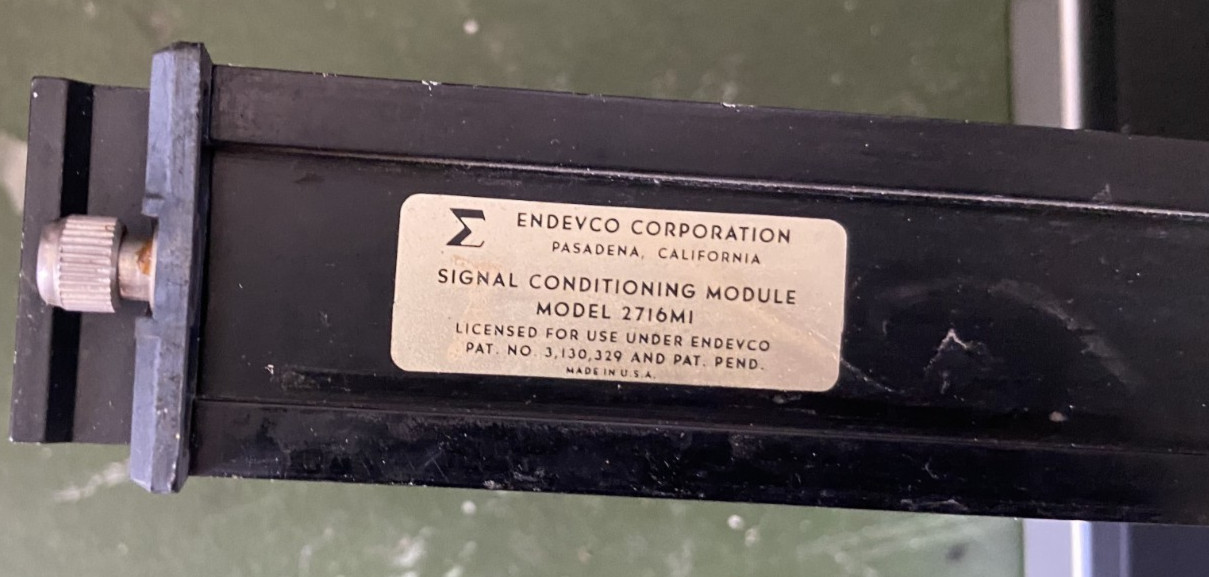 Σ ENDEVCO CORPORATION
PASADENA, CALIFORNIA
SIGNAL CONDITIONING MODULE
MODEL 2716M1
LICENSED FOR USE UNDER ENDEVCO
PAT. NO. 3,130,329 AND PAT. PEND.
MADE IN U.S.A.